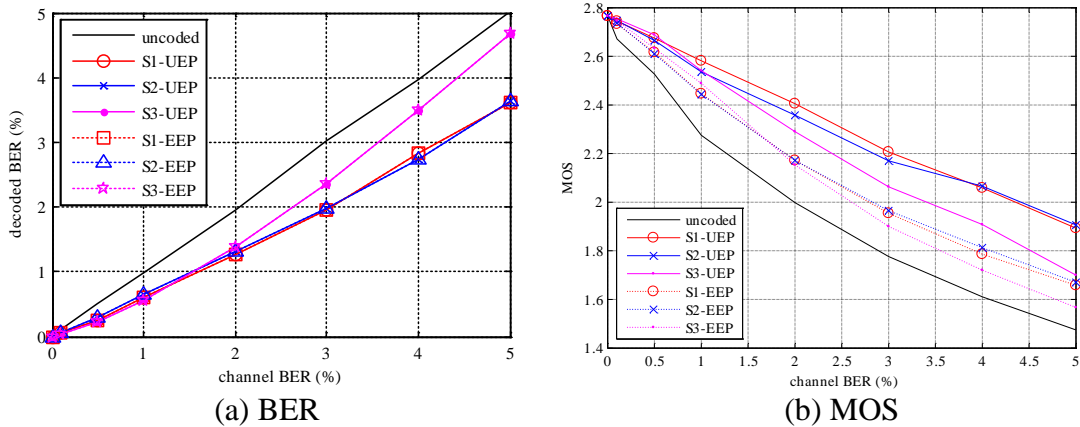 5
4
3
2
1
0
decoded BER (%)
uncoded
S1-UEP
S2-UEP
S3-UEP
S1-EEP
S2-EEP
S3-EEP
0 1 2 3 4 5
channel BER (%)
(a) BER
2.8
2.6
2.4
2.2
2
1.8
1.6
1.4
MOS
uncoded
S1-UEP
S2-UEP
S3-UEP
S1-EEP
S2-EEP
S3-EEP
0 0.5 1 1.5 2 2.5 3 3.5 4 4.5 5
channel BER (%)
(b) MOS